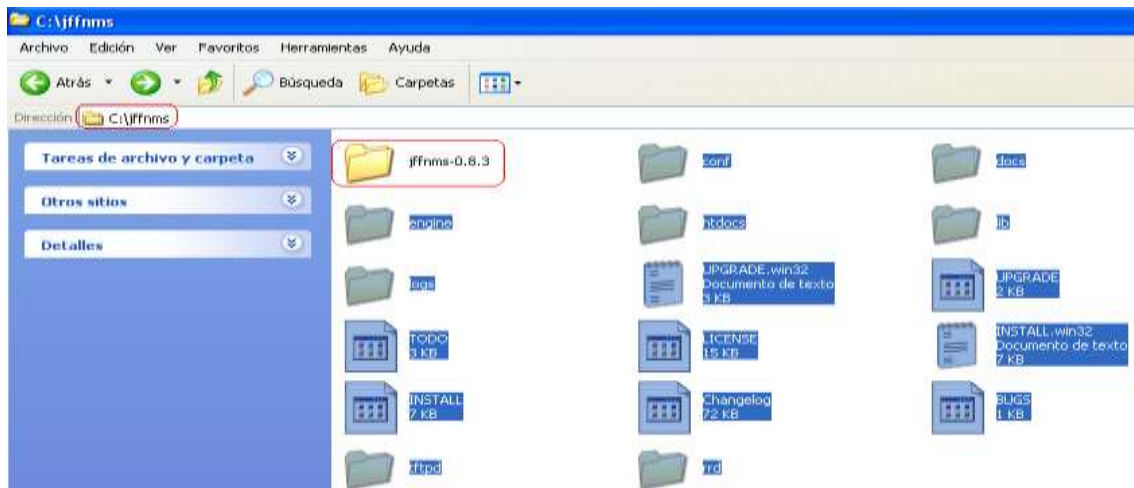 C:\jffnms
Archivo Edición Ver Favoritos Herramientas Ayuda
Atrás Búsqueda Carpetas
Dirección C:\jffnms
Tareas de archivo y carpeta
Otros sitios
Detalles
jffnms-0.8.3
conf
docs
engine
htdocs
lib
logs
UPGRADE.win32
Documento de texto
3 KB
UPGRADE
2 KB
TODO
3 KB
LICENSE
15 KB
INSTALL.win32
Documento de texto
7 KB
INSTALL
7 KB
Changelog
72 KB
BUGS
1 KB
tftpd
rrd